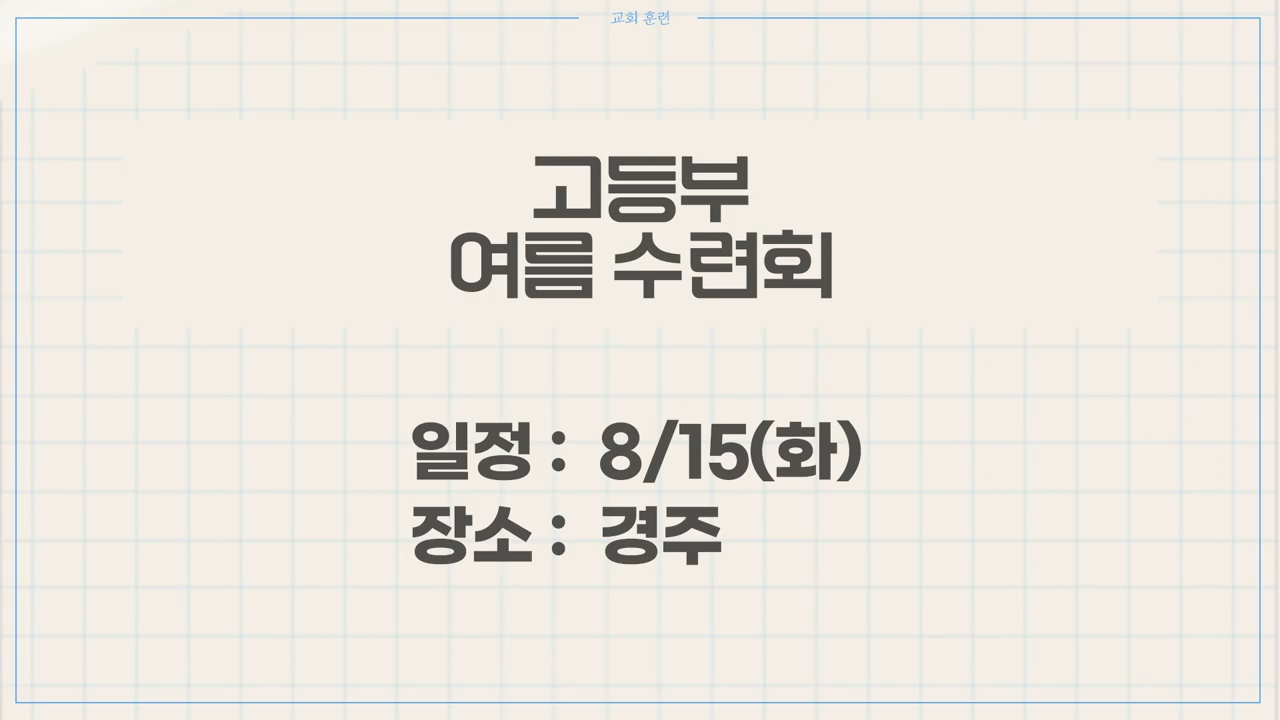 교회 훈련
고등부
여름 수련회
일정 : 8/15(화)
장소 : 경주